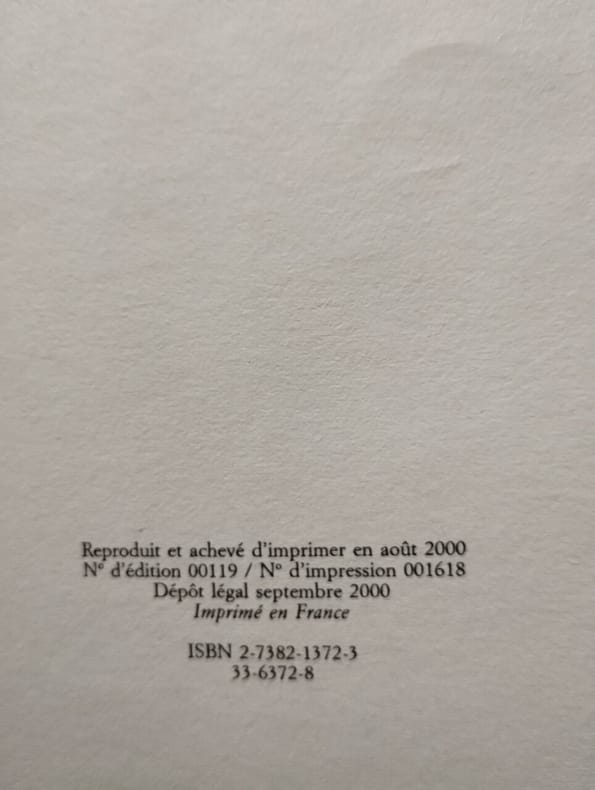 Reproduit et achevé d'imprimer en août 2000
N° d'édition 00119 / N° d'impression 001618
Dépôt légal septembre 2000
Imprimé en France
ISBN 2-7382-1372-3
33-6372-8